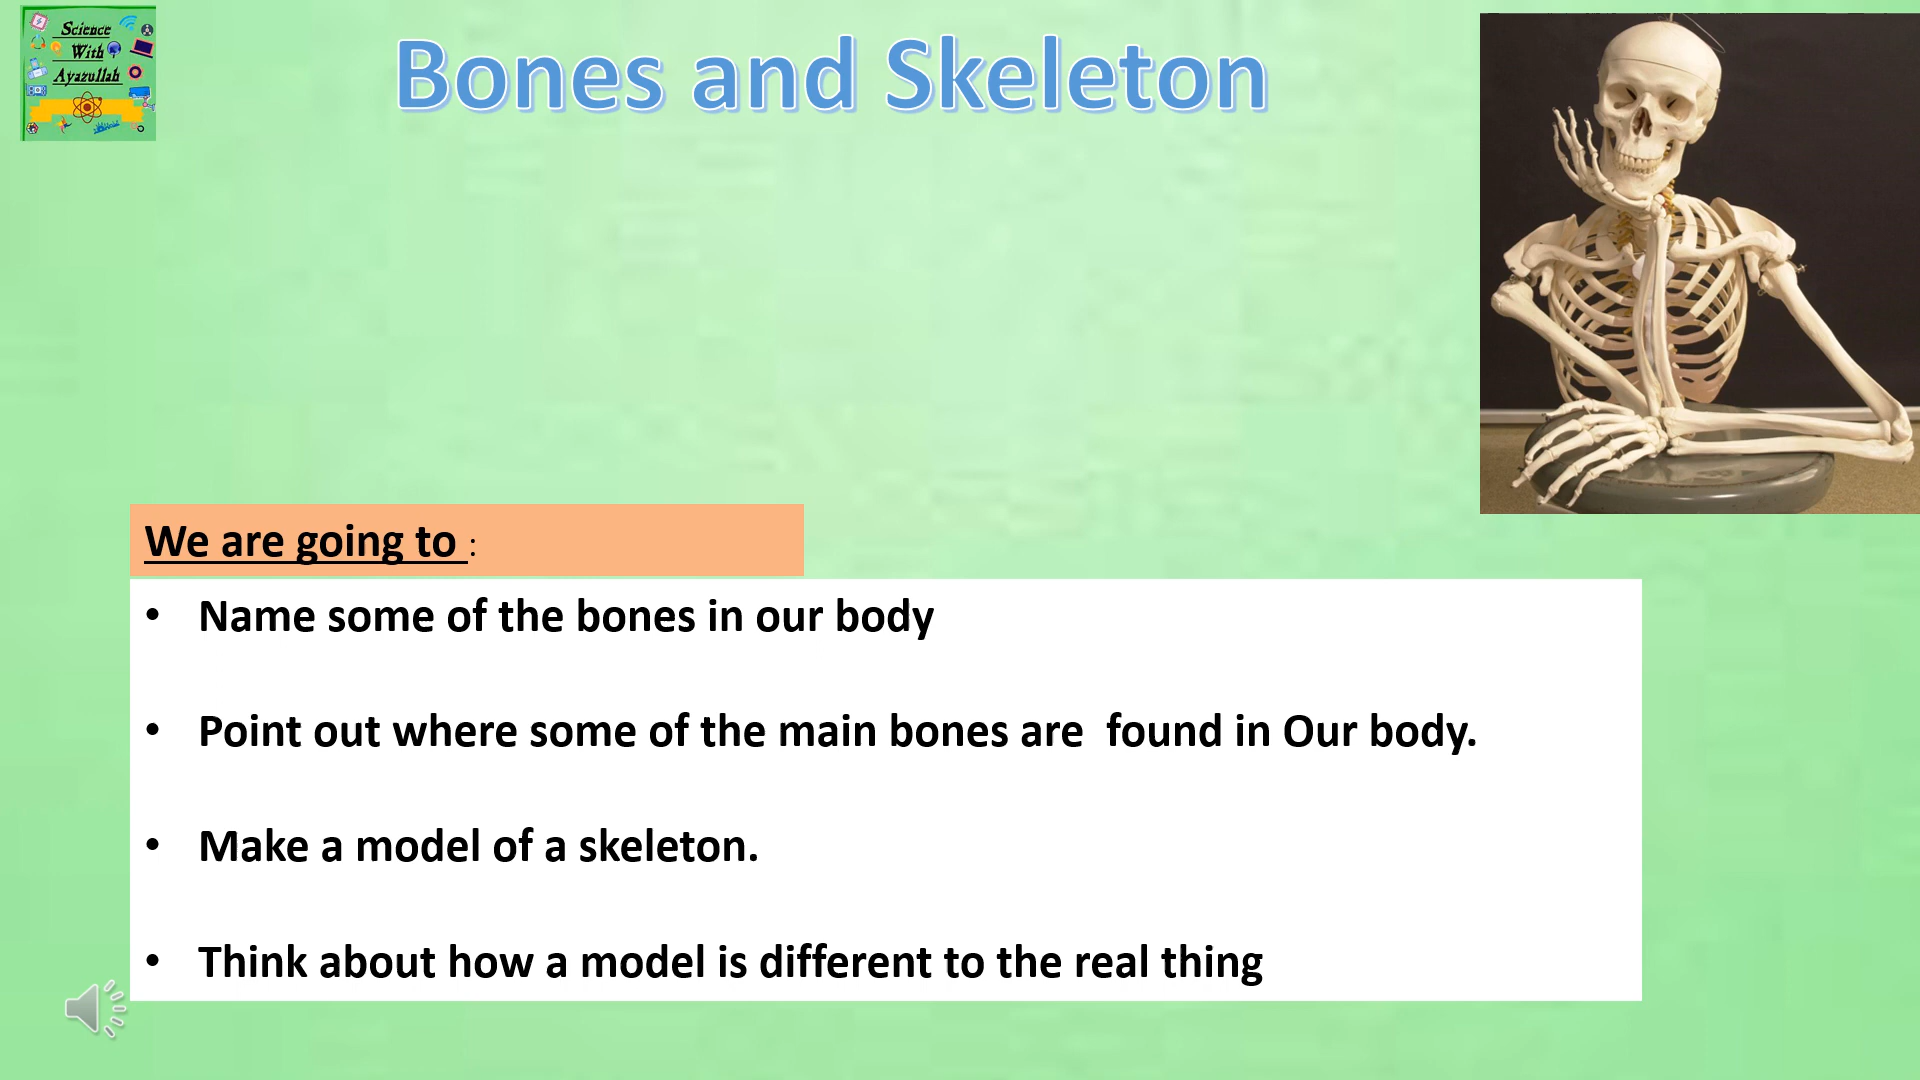 Science
With
Ayazullah
Bones and Skeleton
We are going to :
• Name some of the bones in our body
• Point out where some of the main bones are  found in Our body.
• Make a model of a skeleton.
• Think about how a model is different to the real thing